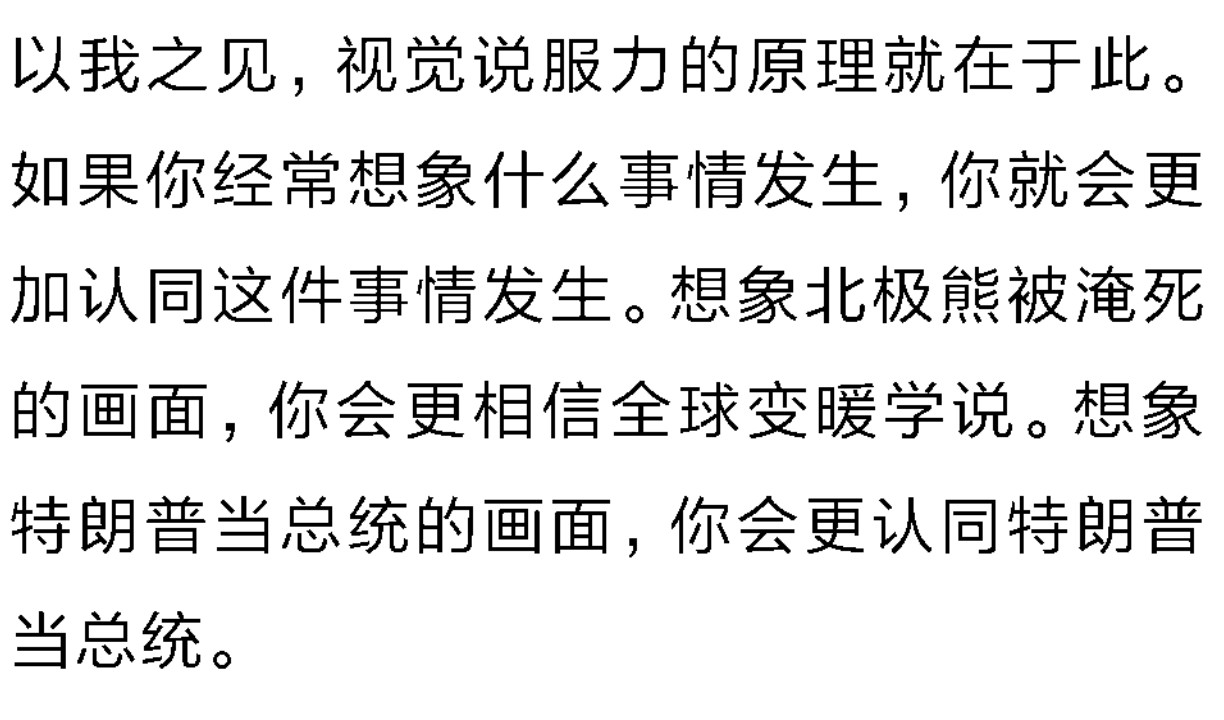 以我之见，视觉说服力的原理就在于此。
如果你经常想象什么事情发生，你就会更
加认同这件事情发生。想象北极熊被淹死
的画面，你会更相信全球变暖学说。想象
特朗普当总统的画面，你会更认同特朗普
当总统。